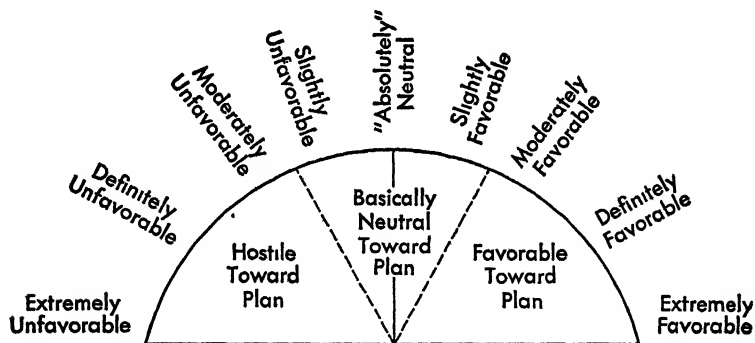 Extremely
Unfavorable
Definitely
Unfavorable
Moderately
Unfavorable
Slightly
Unfavorable
"Absolutely"
Neutral
Slightly
Favorable
Moderately
Favorable
Definitely
Favorable
Extremely
Favorable
Hostile
Toward
Plan
Basically
Neutral
Toward
Plan
Favorable
Toward
Plan